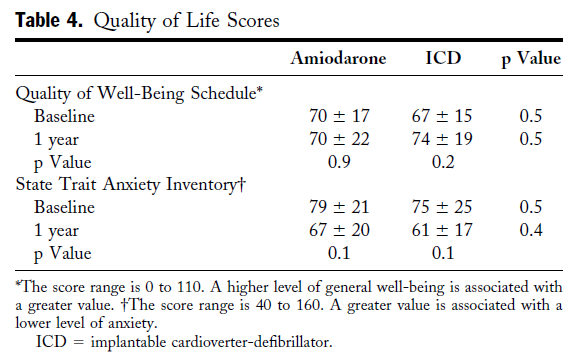 Table 4. Quality of Life Scores
Amiodarone ICD p Value
Quality of Well-Being Schedule*
Baseline 70 ± 17 67 ± 15 0.5
1 year 70 ± 22 74 ± 19 0.5
p Value 0.9 0.2
State Trait Anxiety Inventory†
Baseline 79 ± 21 75 ± 25 0.5
1 year 67 ± 20 61 ± 17 0.4
p Value 0.1 0.1
*The score range is 0 to 110. A higher level of general well-being is associated with
a greater value. †The score range is 40 to 160. A greater value is associated with a
lower level of anxiety.
ICD = implantable cardioverter-defibrillator.